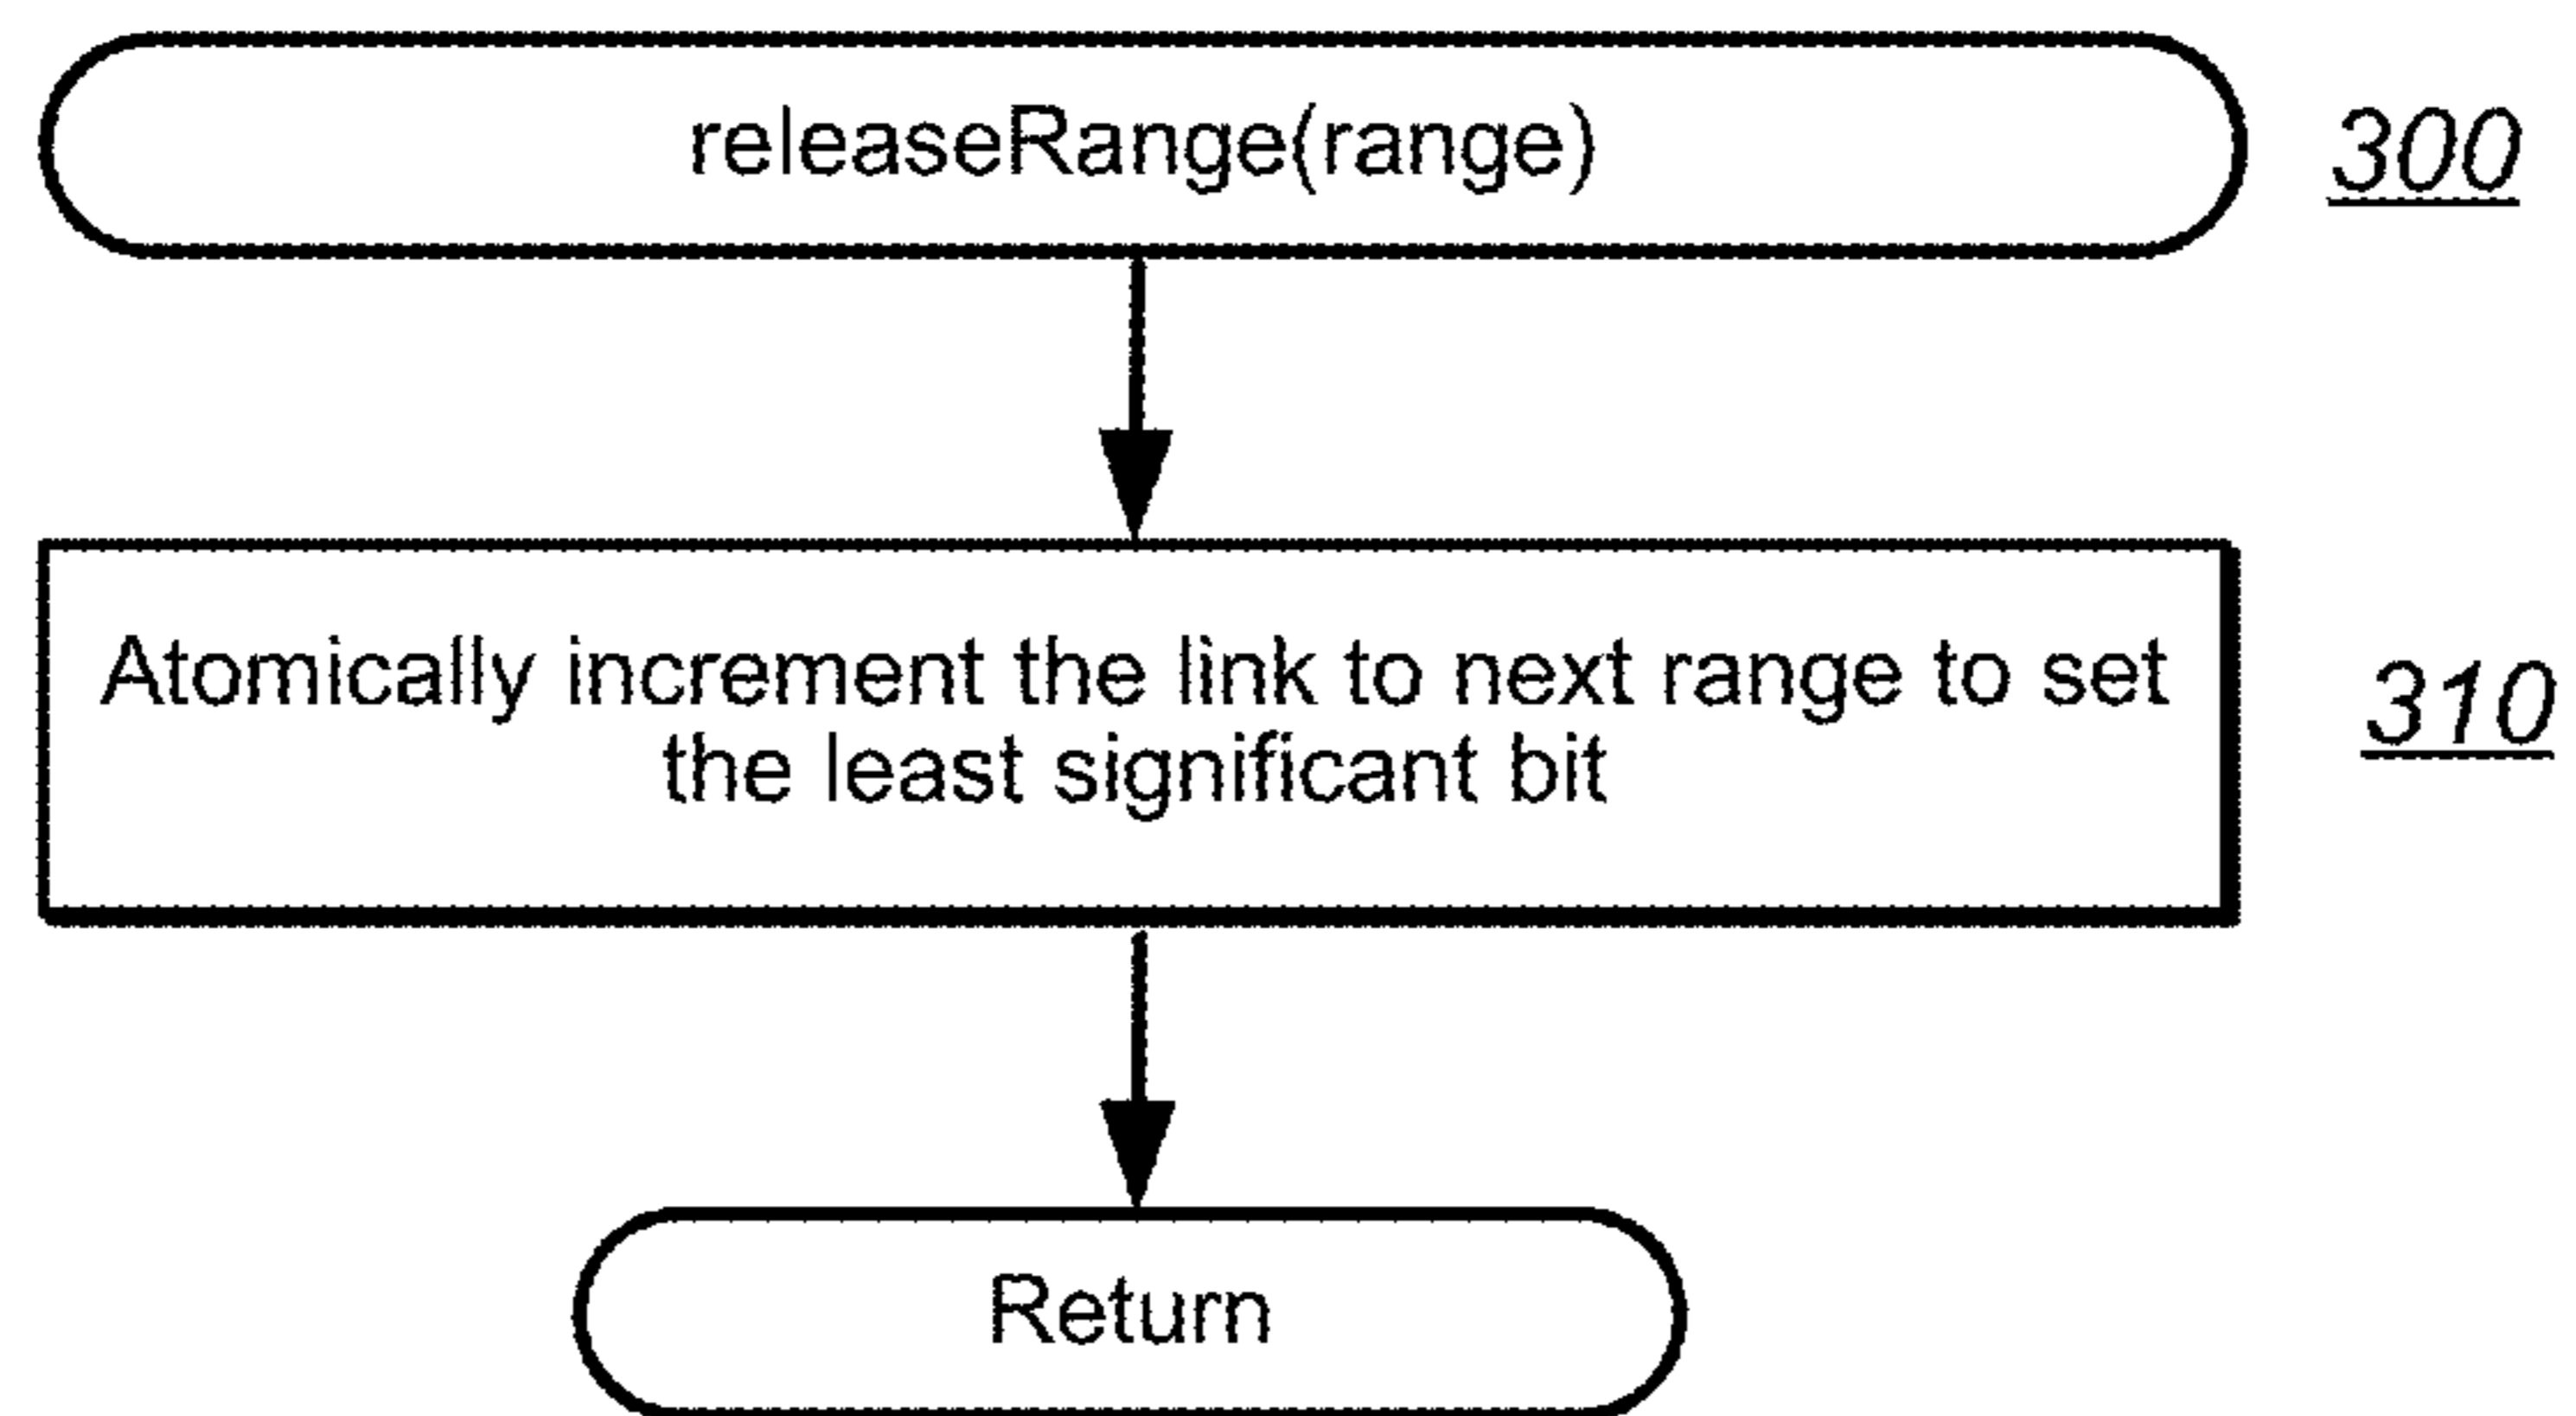 releaseRange(range)
300
Atomically increment the link to next range to set
the least significant bit
310
Return